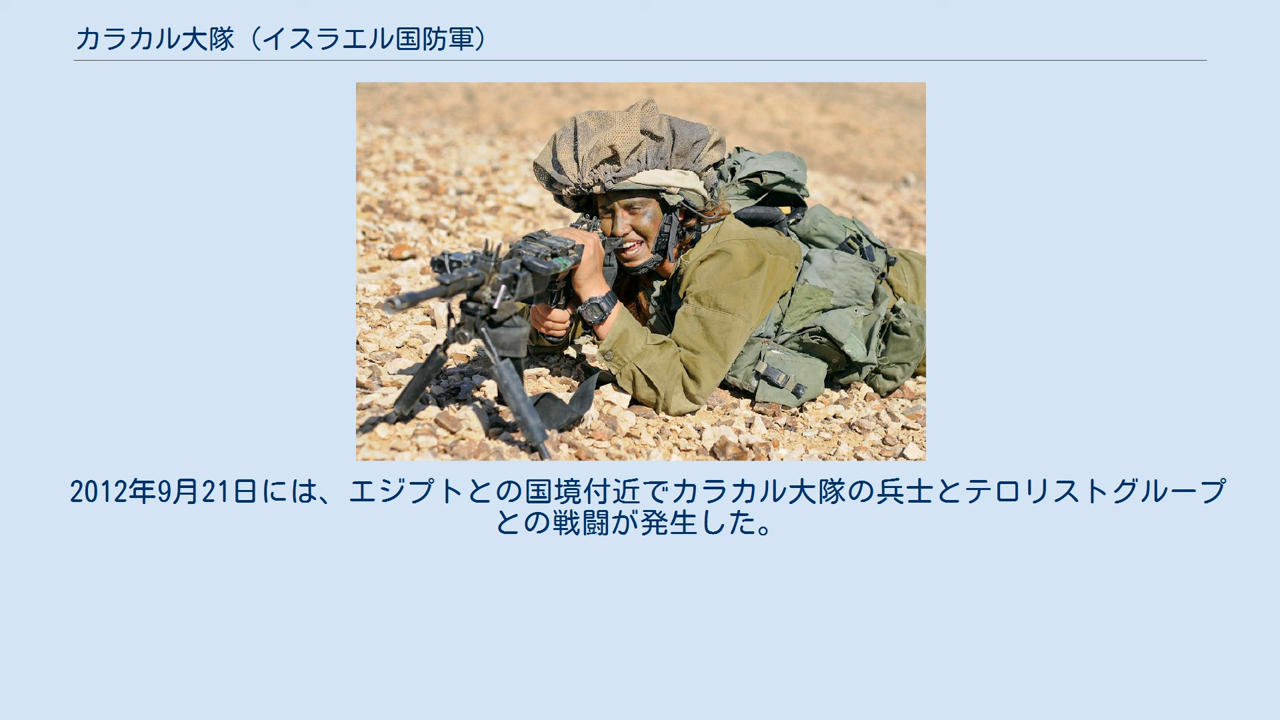 カラカル大隊（イスラエル国防軍）
2012年9月21日には、エジプトとの国境付近でカラカル大隊の兵士とテロリストグループ
との戦闘が発生した。